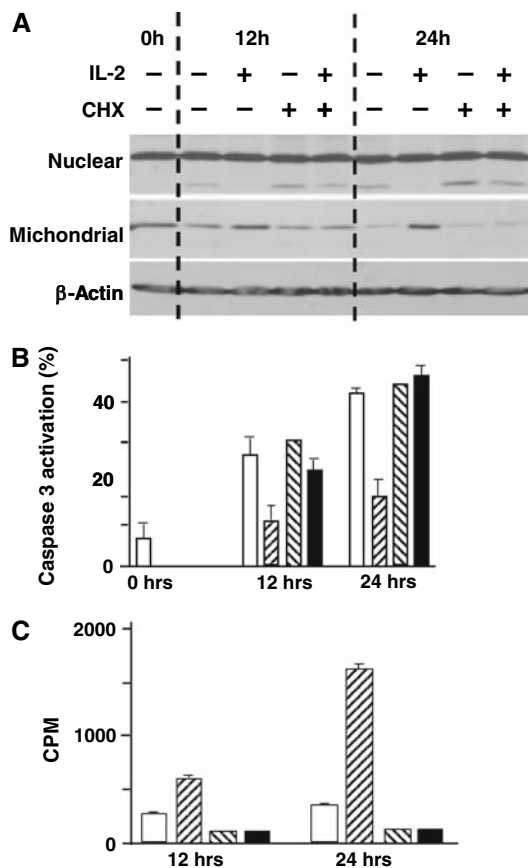 A
0h 12h 24h
IL-2 − − + − + − + − +
CHX − − − + + − − + +
Nuclear
Michondrial
β-Actin
B
Caspase 3 activation (%)
40
20
0
0 hrs 12 hrs 24 hrs
C
CPM
2000
1000
0
12 hrs 24 hrs